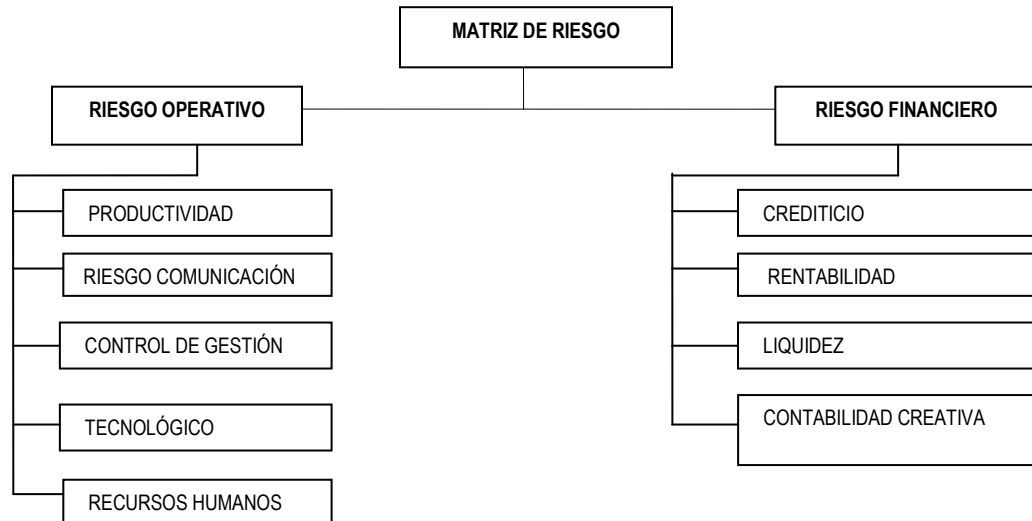 MATRIZ DE RIESGO
RIESGO OPERATIVO
PRODUCTIVIDAD
RIESGO COMUNICACIÓN
CONTROL DE GESTIÓN
TECNOLÓGICO
RECURSOS HUMANOS
RIESGO FINANCIERO
CREDITICIO
RENTABILIDAD
LIQUIDEZ
CONTABILIDAD CREATIVA